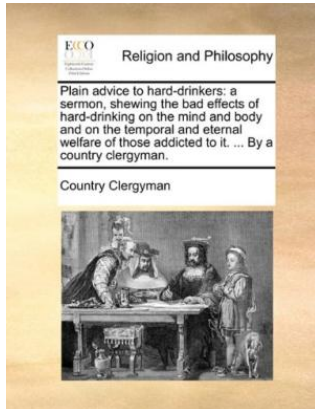 ECCO
Religion and Philosophy
Plain advice to hard-drinkers: a
sermon, shewing the bad effects of
hard-drinking on the mind and body
and on the temporal and eternal
welfare of those addicted to it. ... By a
country clergyman.
Country Clergyman